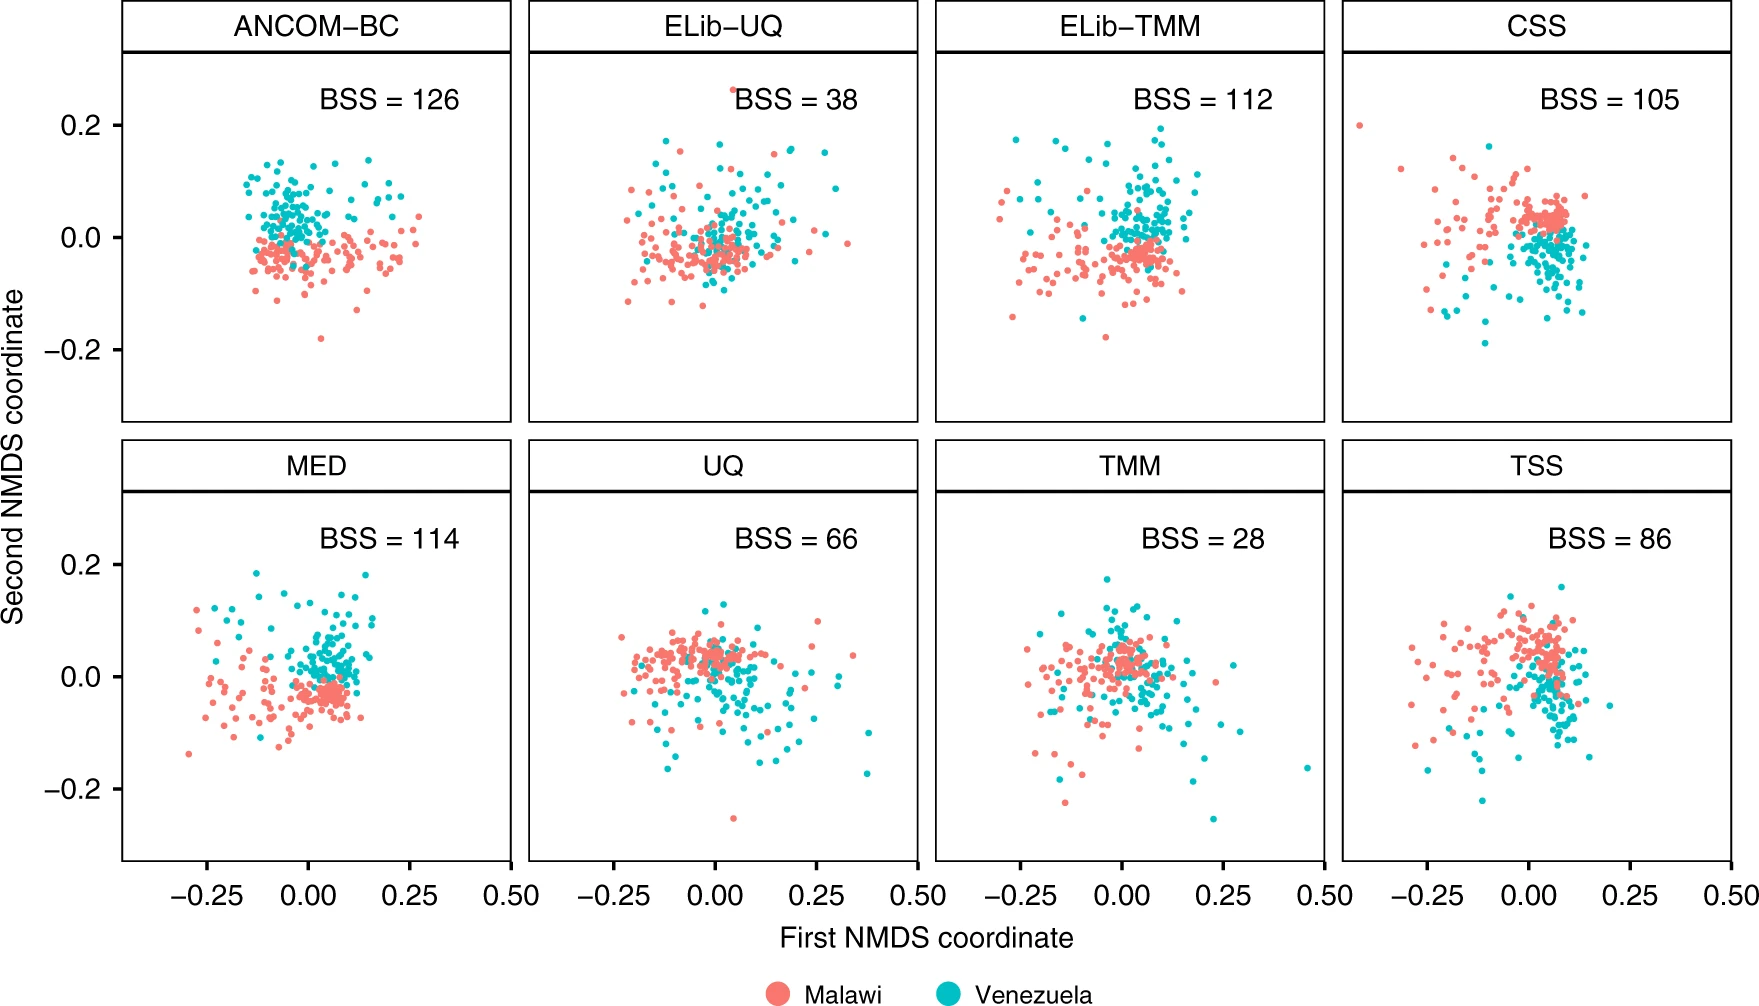 ANCOM−BC
ELib−UQ
ELib−TMM
CSS
BSS = 126
BSS = 38
BSS = 112
BSS = 105
0.2
0.0
−0.2
MED
UQ
TMM
TSS
BSS = 114
BSS = 66
BSS = 28
BSS = 86
0.2
0.0
−0.2
Second NMDS coordinate
−0.25 0.00 0.25 0.50 −0.25 0.00 0.25 0.50 −0.25 0.00 0.25 0.50 −0.25 0.00 0.25 0.50
First NMDS coordinate
Malawi Venezuela